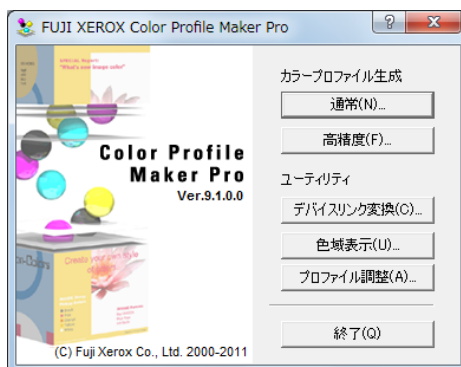 FUJI XEROX Color Profile Maker Pro
SPECIAL Report
"What's new image color"
Color Profile
Maker Pro
Ver.9.1.0.0
Create your own style
(C) Fuji Xerox Co., Ltd. 2000-2011
カラープロファイル生成
通常(N)...
高精度(F)...
ユーティリティ
デバイスリンク変換(C)...
色域表示(U)...
プロファイル調整(A)...
終了(Q)